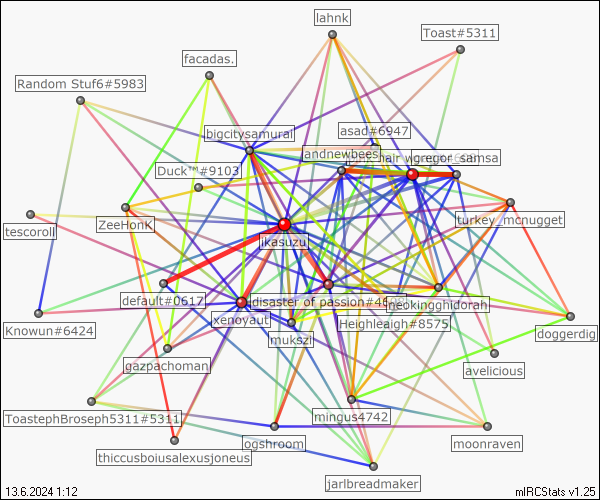 lahnk
Toast#5311
facadas.
Random Stuf6#5983
bigcitysamurai
asad#6947
andnewbees
hair w
gregor_samsa
Duck™#9103
turkey_mcnugget
ZeeHonK
tescoroll
ikasuzu
default#0617
disaster of passion#46
neokingghidorah
xenoyaut
Heighleaigh#8575
mukszi
Knowun#6424
doggerdig
gazpachoman
avelicious
ToastephBroseph5311#5311
mingus4742
thiccusboiusalexusjoneus
ogshroom
moonraven
jarlbreadmaker
13.6.2024 1:12
mIRCStats v1.25